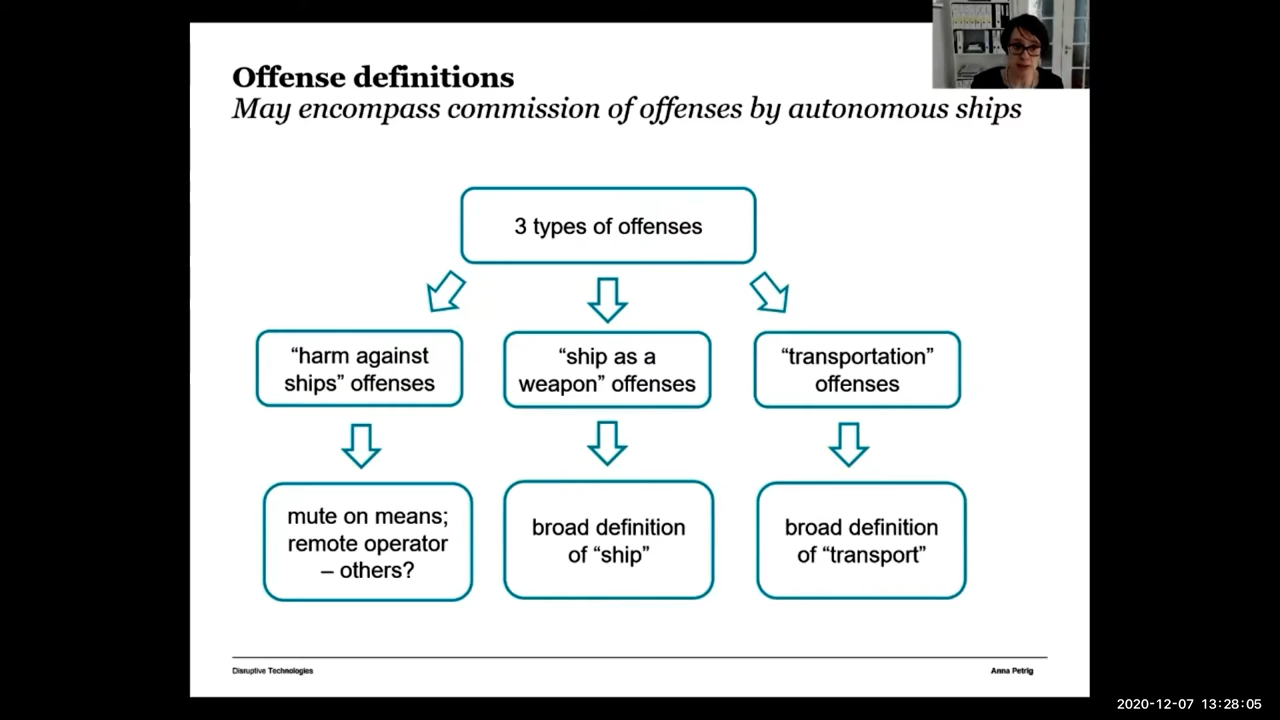 Offense definitions
May encompass commission of offenses by autonomous ships
3 types of offenses
“harm against
ships” offenses
“ship as a
weapon” offenses
“transportation”
offenses
mute on means;
remote operator
– others?
broad definition
of “ship”
broad definition
of “transport”
Disruptive Technologies
Anna Petrig
2020-12-07 13:28:05